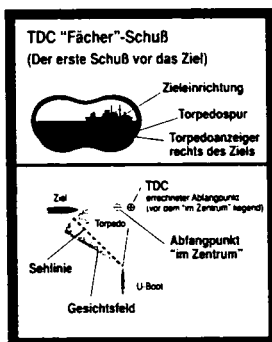 TDC "Fächer"-Schuß
(Der erste Schuß vor das Ziel)
Zieleinrichtung
Torpedospur
Torpedoanzeiger
rechts des Ziels
TDC
errechneter Abfangpunkt
(vor dem "im Zentrum" liegend)
Ziel
Torpedo
Abfangpunkt
"im Zentrum"
Sehlinie
U-Boot
Gesichtsfeld